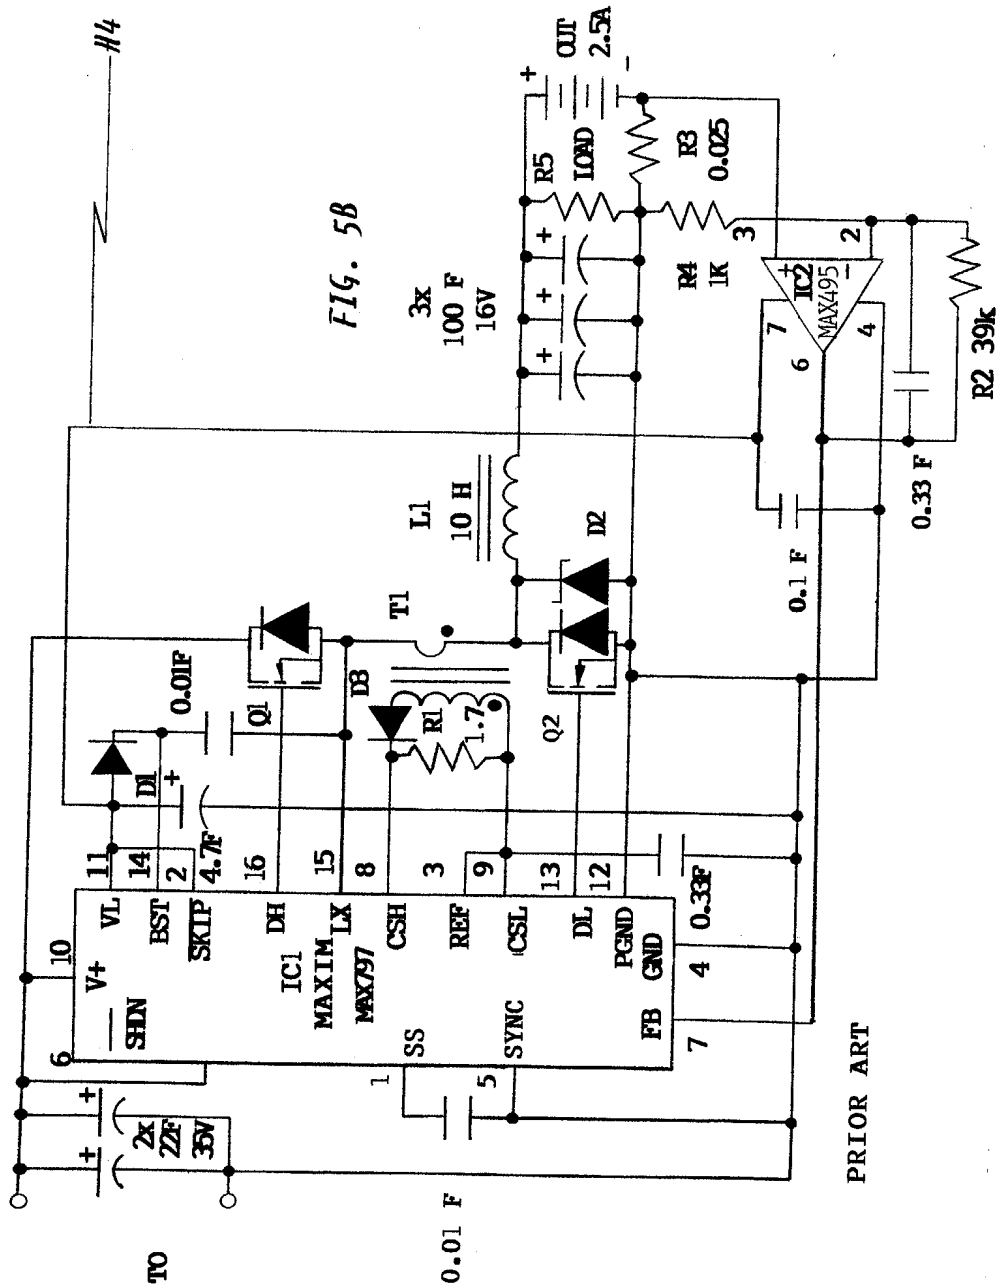 FIG. 5B
H4
PRIOR ART
TO
2x
22F
35V
0.01 F
6
10
11
14
2
16
15
8
3
9
13
12
4
7
1
5
V+
SHDN
VL
BST
SKIP
DH
LX
CSH
REF
CSL
DL
PGND
GND
FB
SS
SYNC
IC1
MAXIM
MAX797
D1
+
4.7F
0.01F
Q1
D3
R1
1.7
T1
Q2
D2
0.33F
L1
10 H
3x
100 F
16V
+
+
+
R5
LOAD
+
OUT
2.5A
-
R3
0.025
R4
1K
3
2
7
4
6
+
IC2
-
MAX495
0.1 F
0.33 F
R2 39k
+
+